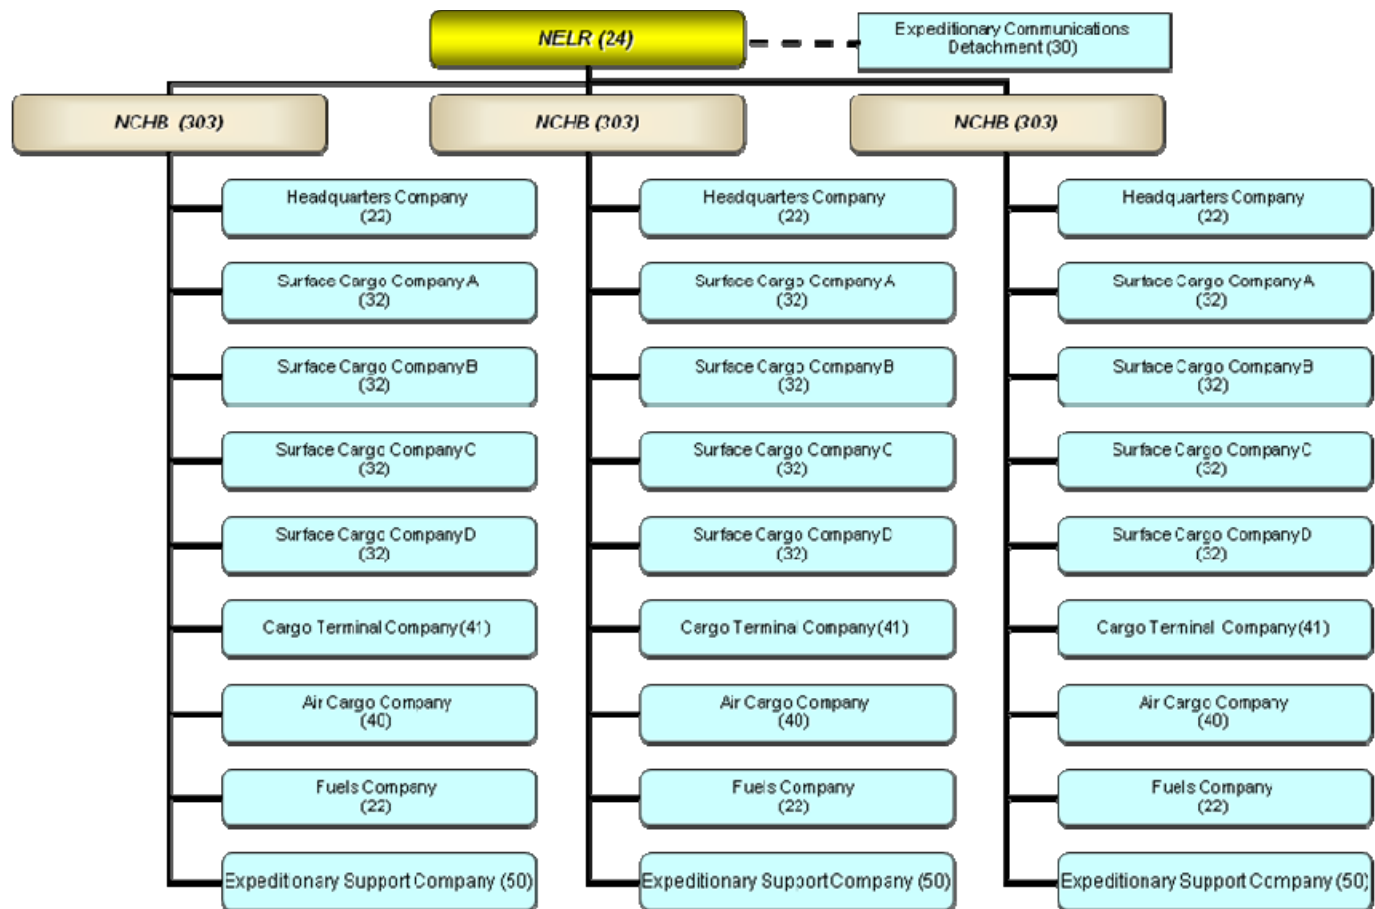 NELR (24)
Expeditionary Communications
Detachment (30)
NCHB (303)
NCHB (303)
NCHB (303)
Headquarters Company
(22)
Headquarters Company
(22)
Headquarters Company
(22)
Surface Cargo Company A
(32)
Surface Cargo Company A
(32)
Surface Cargo Company A
(32)
Surface Cargo Company B
(32)
Surface Cargo Company B
(32)
Surface Cargo Company B
(32)
Surface Cargo Company C
(32)
Surface Cargo Company C
(32)
Surface Cargo Company C
(32)
Surface Cargo Company D
(32)
Surface Cargo Company D
(32)
Surface Cargo Company D
(32)
Cargo Terminal Company (41)
Cargo Terminal Company (41)
Cargo Terminal Company (41)
Air Cargo Company
(40)
Air Cargo Company
(40)
Air Cargo Company
(40)
Fuels Company
(22)
Fuels Company
(22)
Fuels Company
(22)
Expeditionary Support Company (50)
Expeditionary Support Company (50)
Expeditionary Support Company (50)